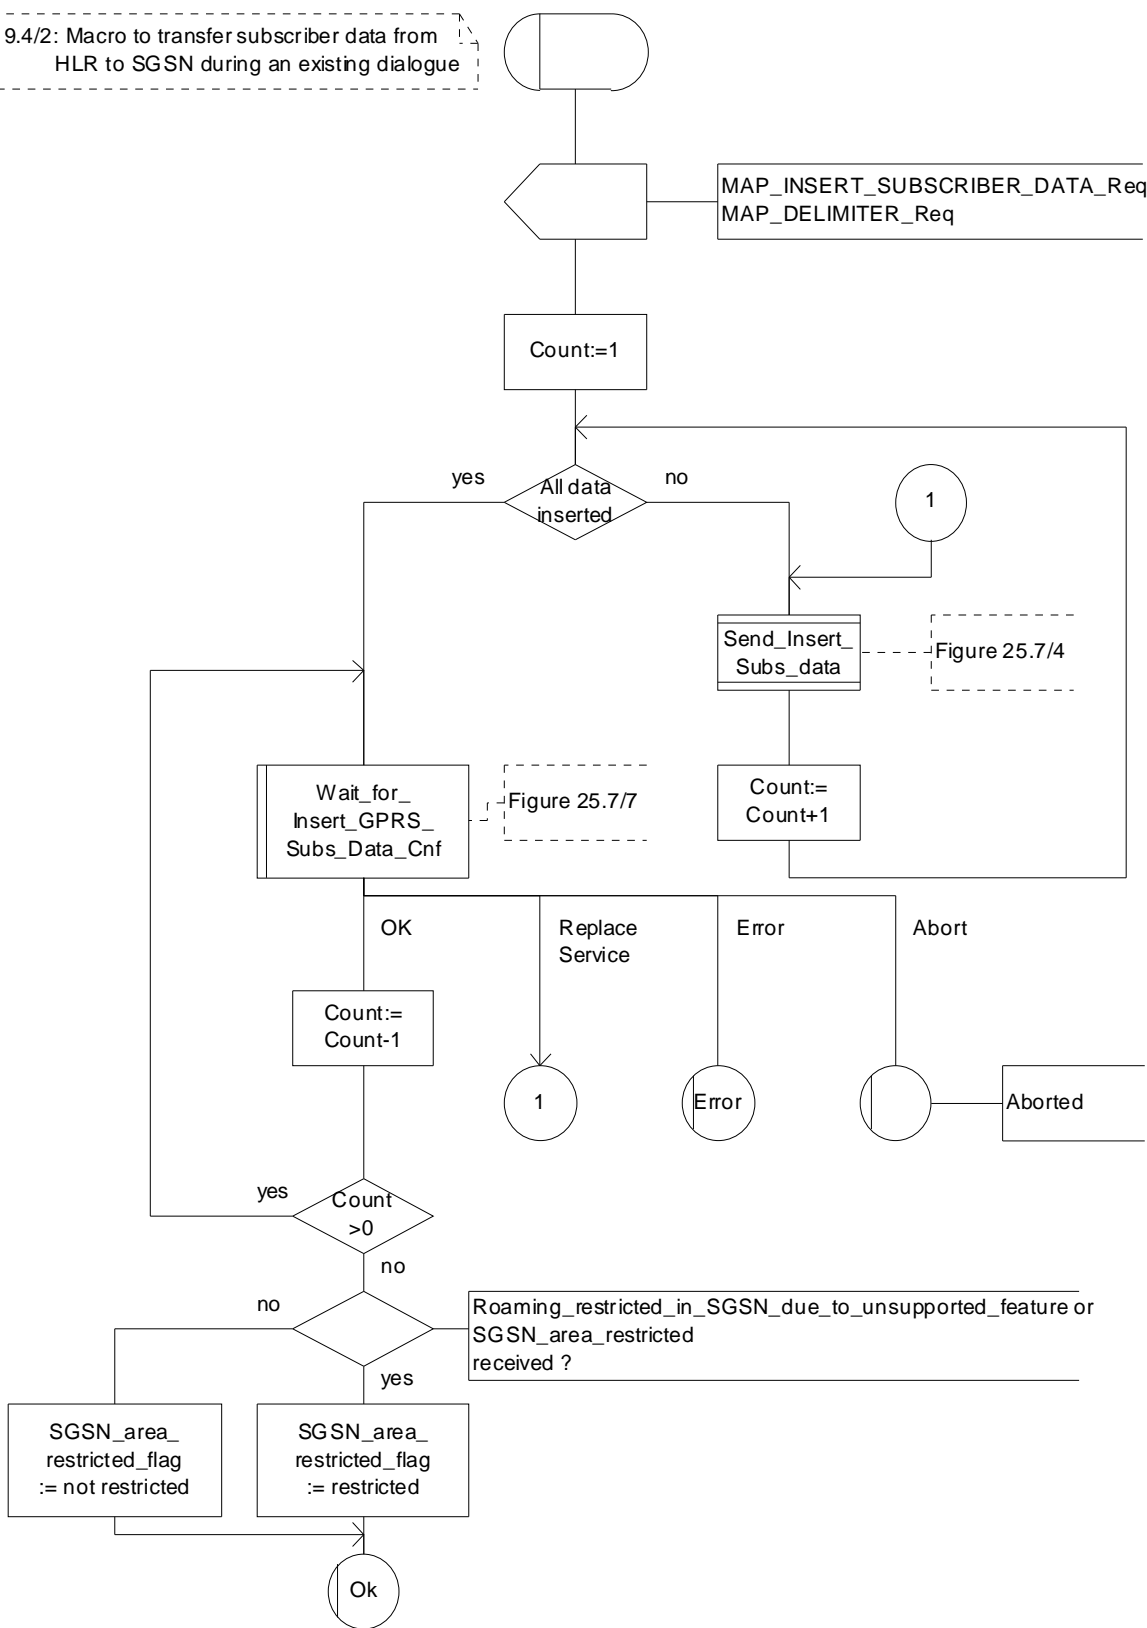 9.4/2: Macro to transfer subscriber data from
HLR to SGSN during an existing dialogue
MAP_INSERT_SUBSCRIBER_DATA_Req
MAP_DELIMITER_Req
Count:=1
yes
All data
inserted
no
1
Send_Insert_
Subs_data
Figure 25.7/4
Wait_for_
Insert_GPRS_
Subs_Data_Cnf
Figure 25.7/7
Count:=
Count+1
OK
Replace
Service
Error
Abort
Count:=
Count-1
1
Error
Aborted
yes
Count
>0
no
no
Roaming_restricted_in_SGSN_due_to_unsupported_feature or
SGSN_area_restricted
received ?
yes
SGSN_area_
restricted_flag
:= not restricted
SGSN_area_
restricted_flag
:= restricted
Ok